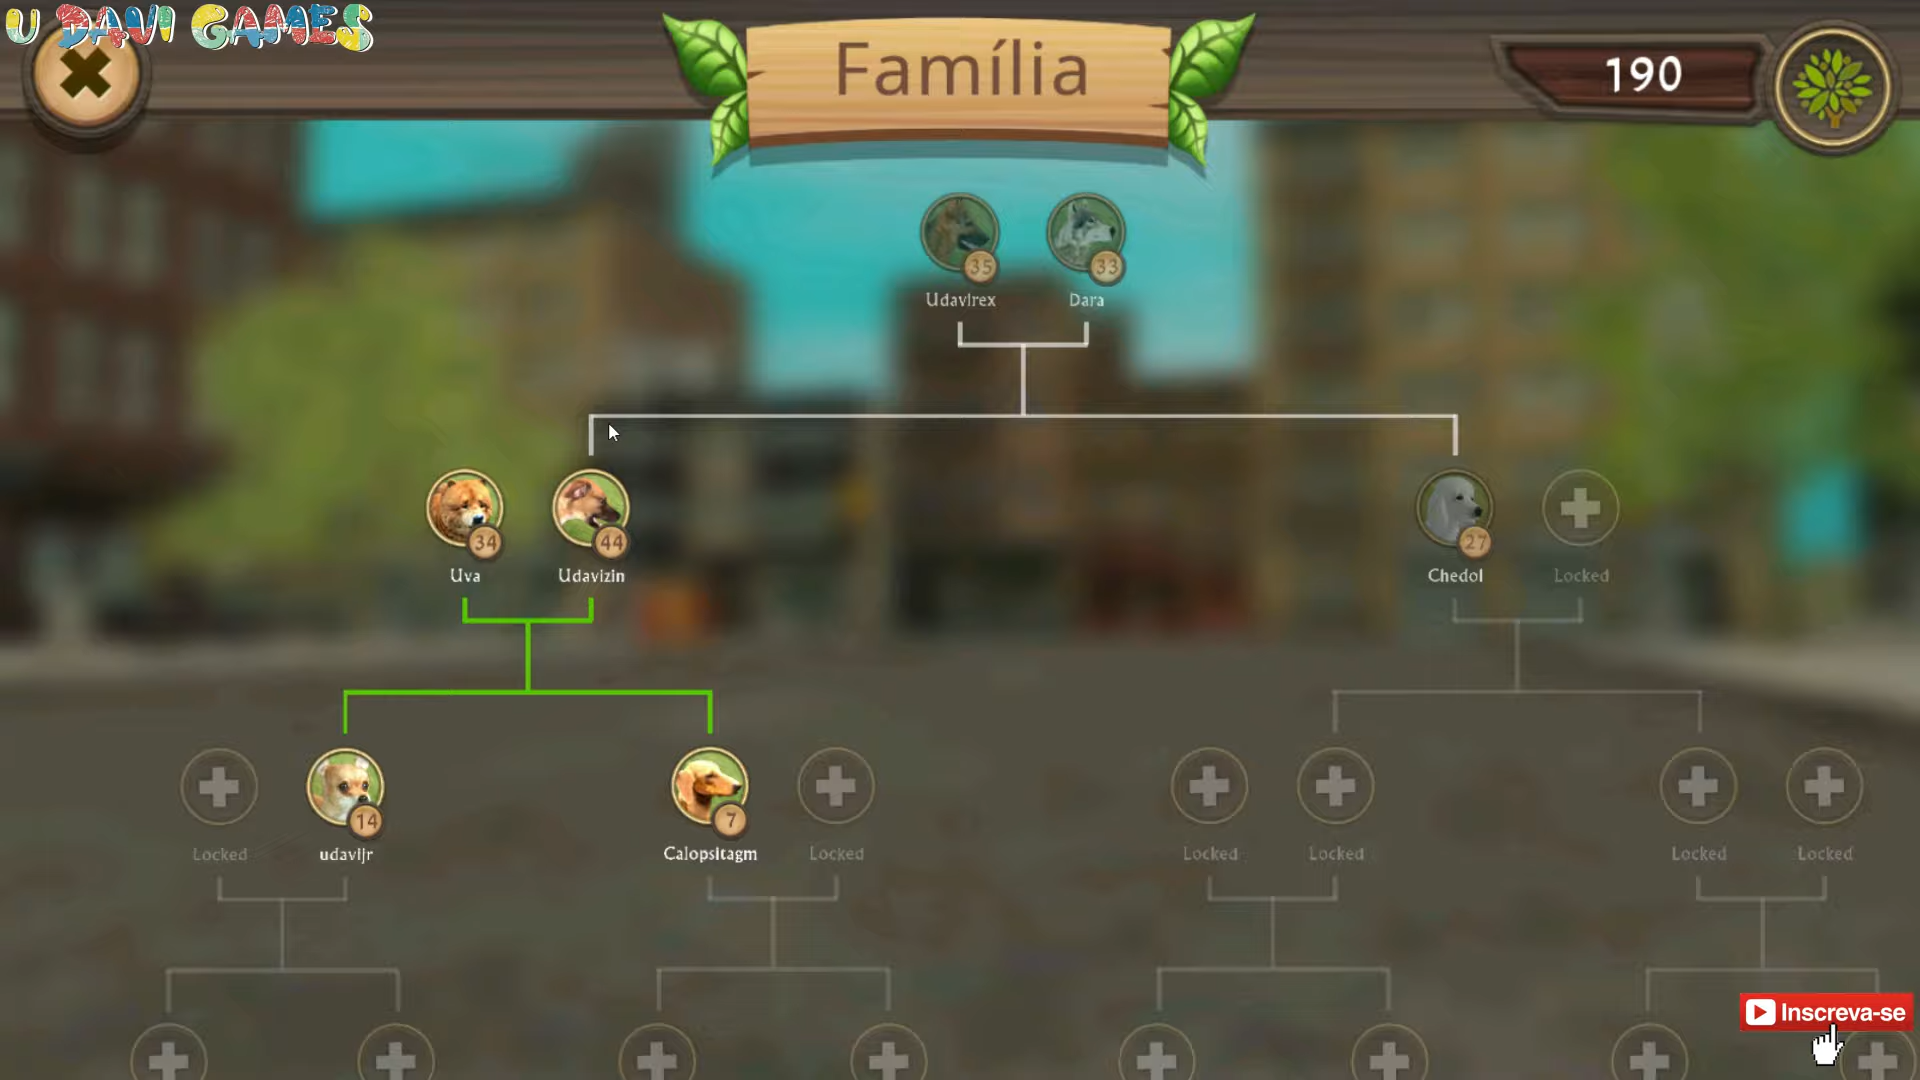 U DAVI GAMES
Família
190
35
33
Udavirex
Dara
34
44
27
Uva
Udavizin
Chedol
Locked
14
7
Locked
udavijr
Calopsitagm
Locked
Locked
Locked
Locked
Locked
Inscreva-se